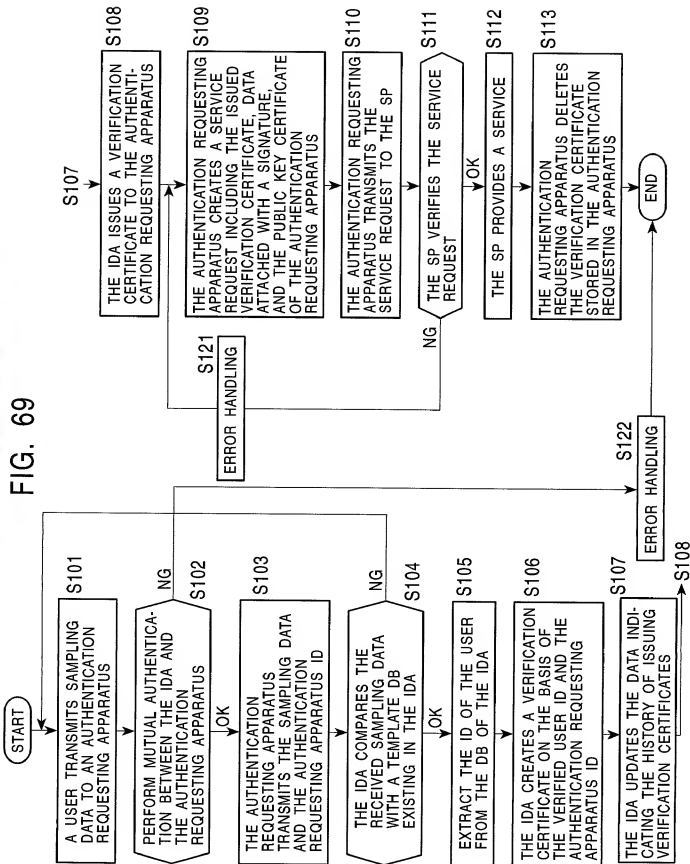 FIG. 69
START
S101
A USER TRANSMITS SAMPLING
DATA TO AN AUTHENTICATION
REQUESTING APPARATUS
S102
PERFORM MUTUAL AUTHENTICA-
TION BETWEEN THE IDA AND
THE AUTHENTICATION
REQUESTING APPARATUS
NG
OK
S103
THE AUTHENTICATION
REQUESTING APPARATUS
TRANSMITS THE SAMPLING DATA
AND THE AUTHENTICATION
REQUESTING APPARATUS ID
S104
THE IDA COMPARES THE
RECEIVED SAMPLING DATA
WITH A TEMPLATE DB
EXISTING IN THE IDA
NG
OK
S105
EXTRACT THE ID OF THE USER
FROM THE DB OF THE IDA
S106
THE IDA CREATES A VERIFICATION
CERTIFICATE ON THE BASIS OF
THE VERIFIED USER ID AND THE
AUTHENTICATION REQUESTING
APPARATUS ID
S107
THE IDA UPDATES THE DATA INDI-
CATING THE HISTORY OF ISSUING
VERIFICATION CERTIFICATES
S108
S107
S108
THE IDA ISSUES A VERIFICATION
CERTIFICATE TO THE AUTHENTI-
CATION REQUESTING APPARATUS
S109
THE AUTHENTICATION REQUESTING
APPARATUS CREATES A SERVICE
REQUEST INCLUDING THE ISSUED
VERIFICATION CERTIFICATE, DATA
ATTACHED WITH A SIGNATURE,
AND THE PUBLIC KEY CERTIFICATE
OF THE AUTHENTICATION
REQUESTING APPARATUS
S110
THE AUTHENTICATION REQUESTING
APPARATUS TRANSMITS THE
SERVICE REQUEST TO THE SP
S111
THE SP VERIFIES THE SERVICE
REQUEST
NG
OK
S121
ERROR HANDLING
S112
THE SP PROVIDES A SERVICE
S113
THE AUTHENTICATION
REQUESTING APPARATUS DELETES
THE VERIFICATION CERTIFICATE
STORED IN THE AUTHENTICATION
REQUESTING APPARATUS
S122
ERROR HANDLING
END